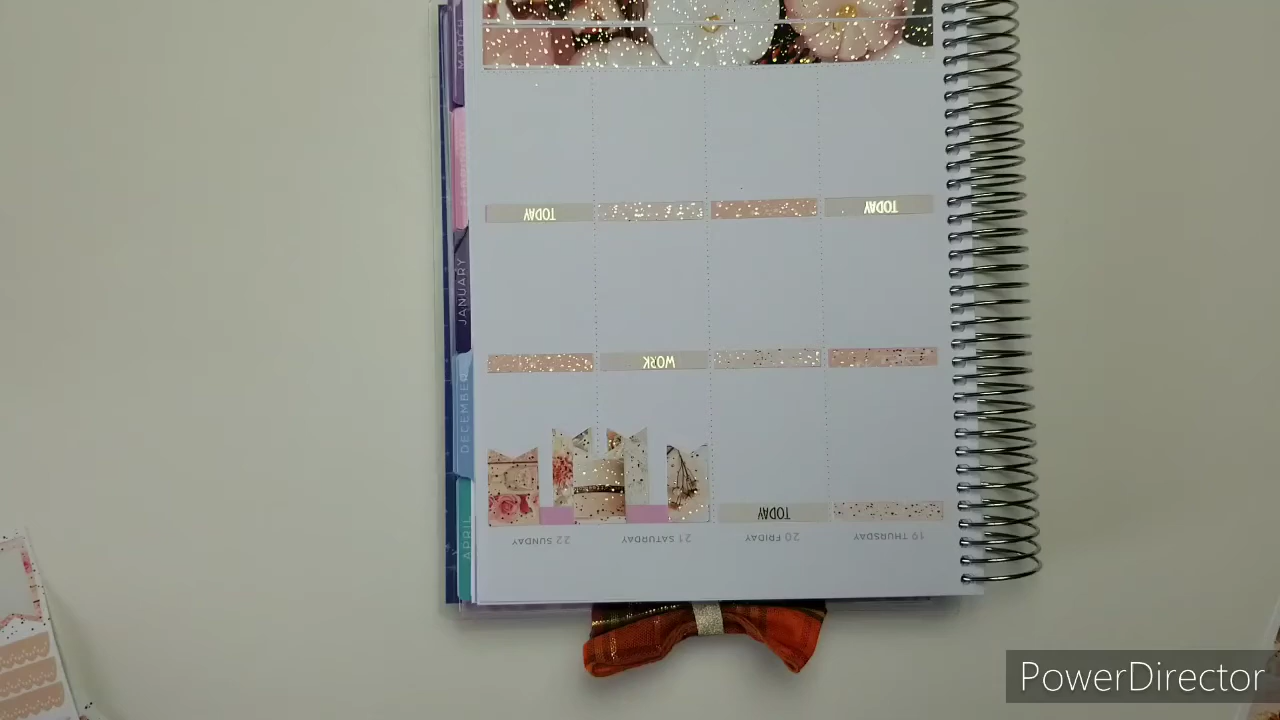 MARCH
JANUARY
DECEMBER
APRIL
TODAY
TODAY
WORK
TODAY
22 SUNDAY
21 SATURDAY
20 FRIDAY
19 THURSDAY
PowerDirector